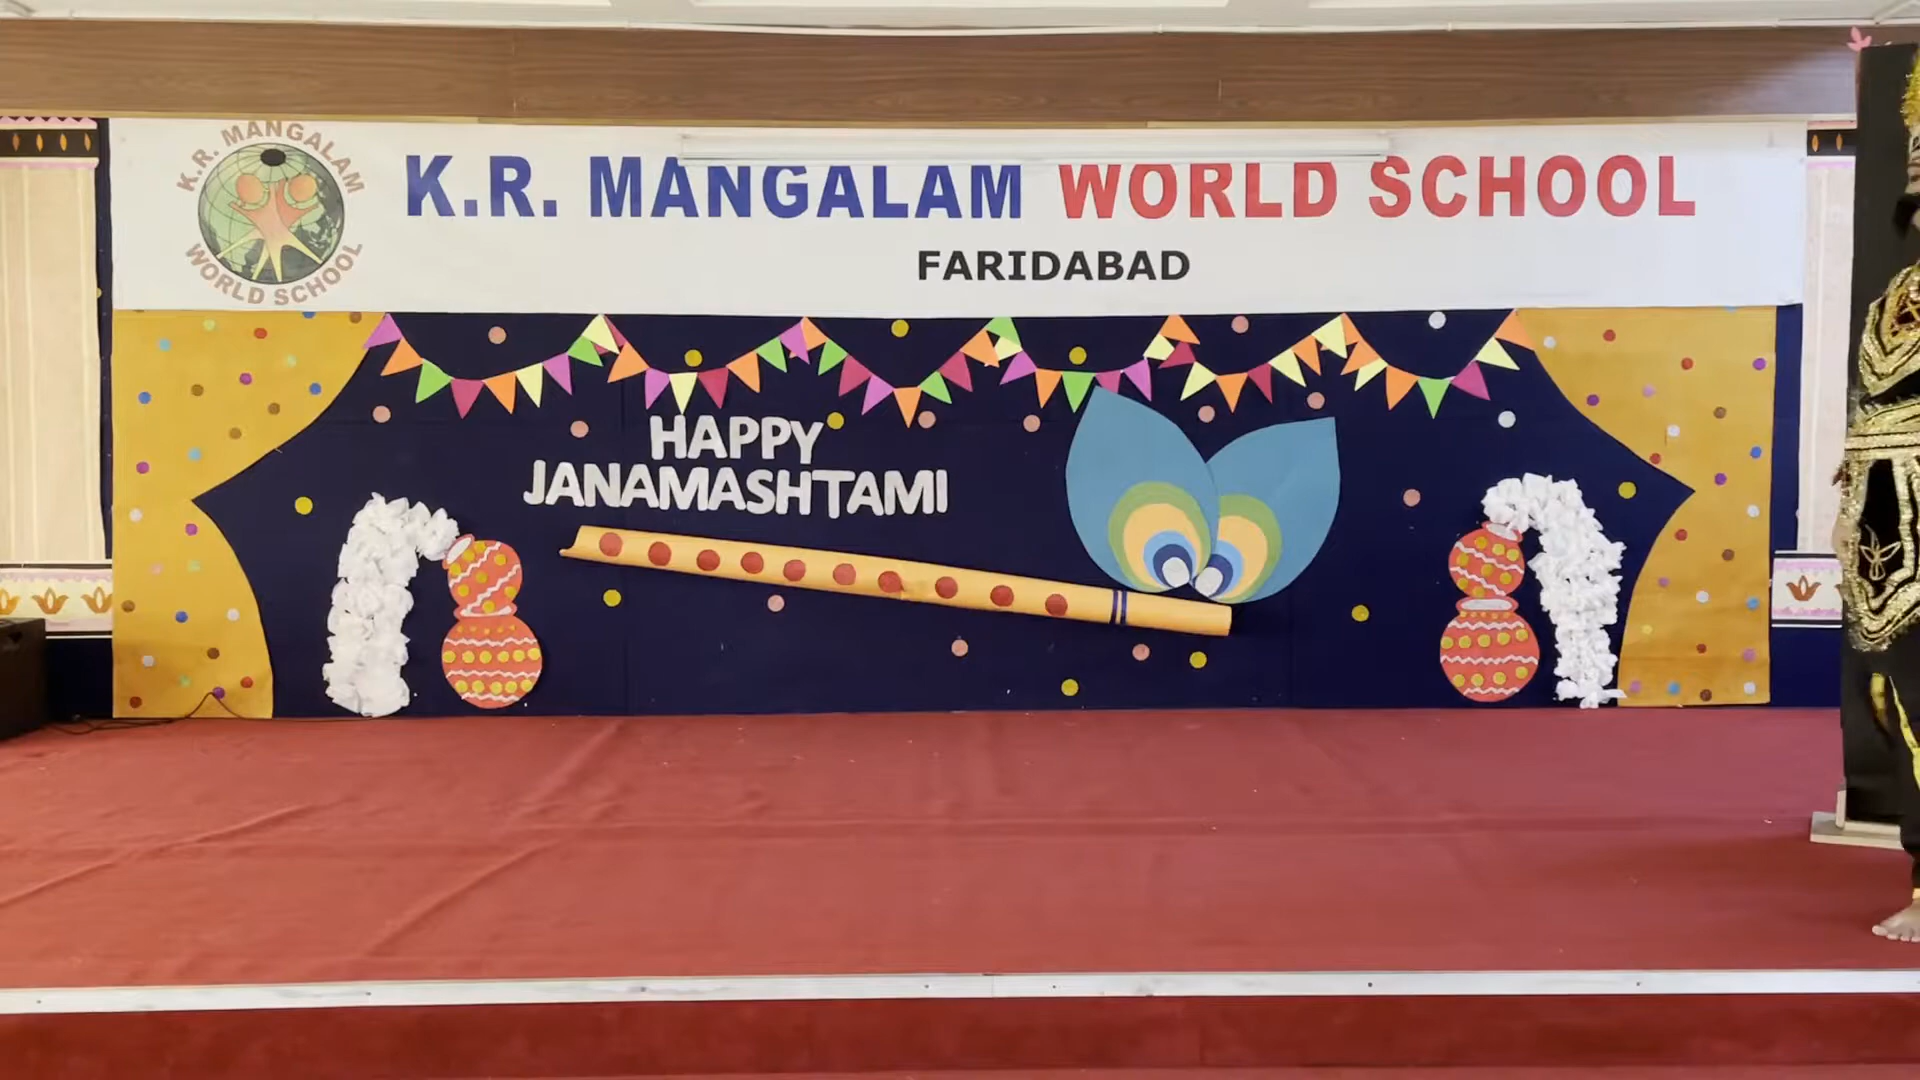 K.R. MANGALAM
WORLD SCHOOL
K.R. MANGALAM WORLD SCHOOL
FARIDABAD
HAPPY
JANAMASHTAMI